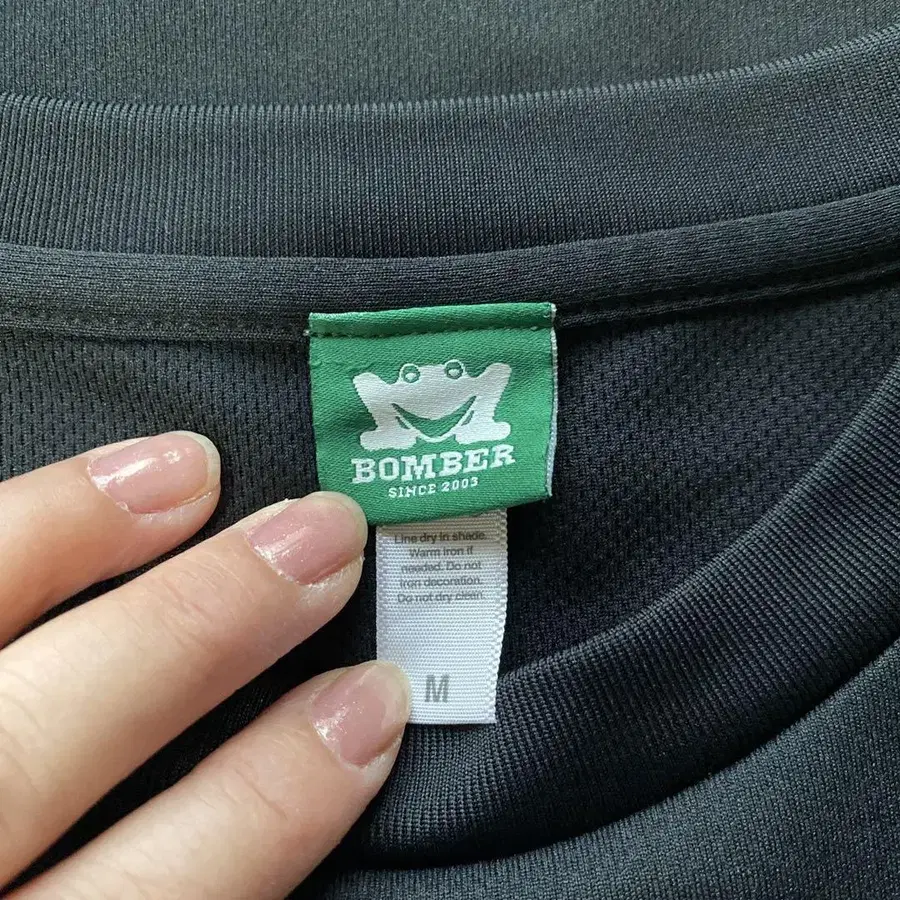 BOMBER
SINCE 2003
Line dry in shade.
Warm iron if
needed. Do not
iron decoration.
Do not dry clean.
M